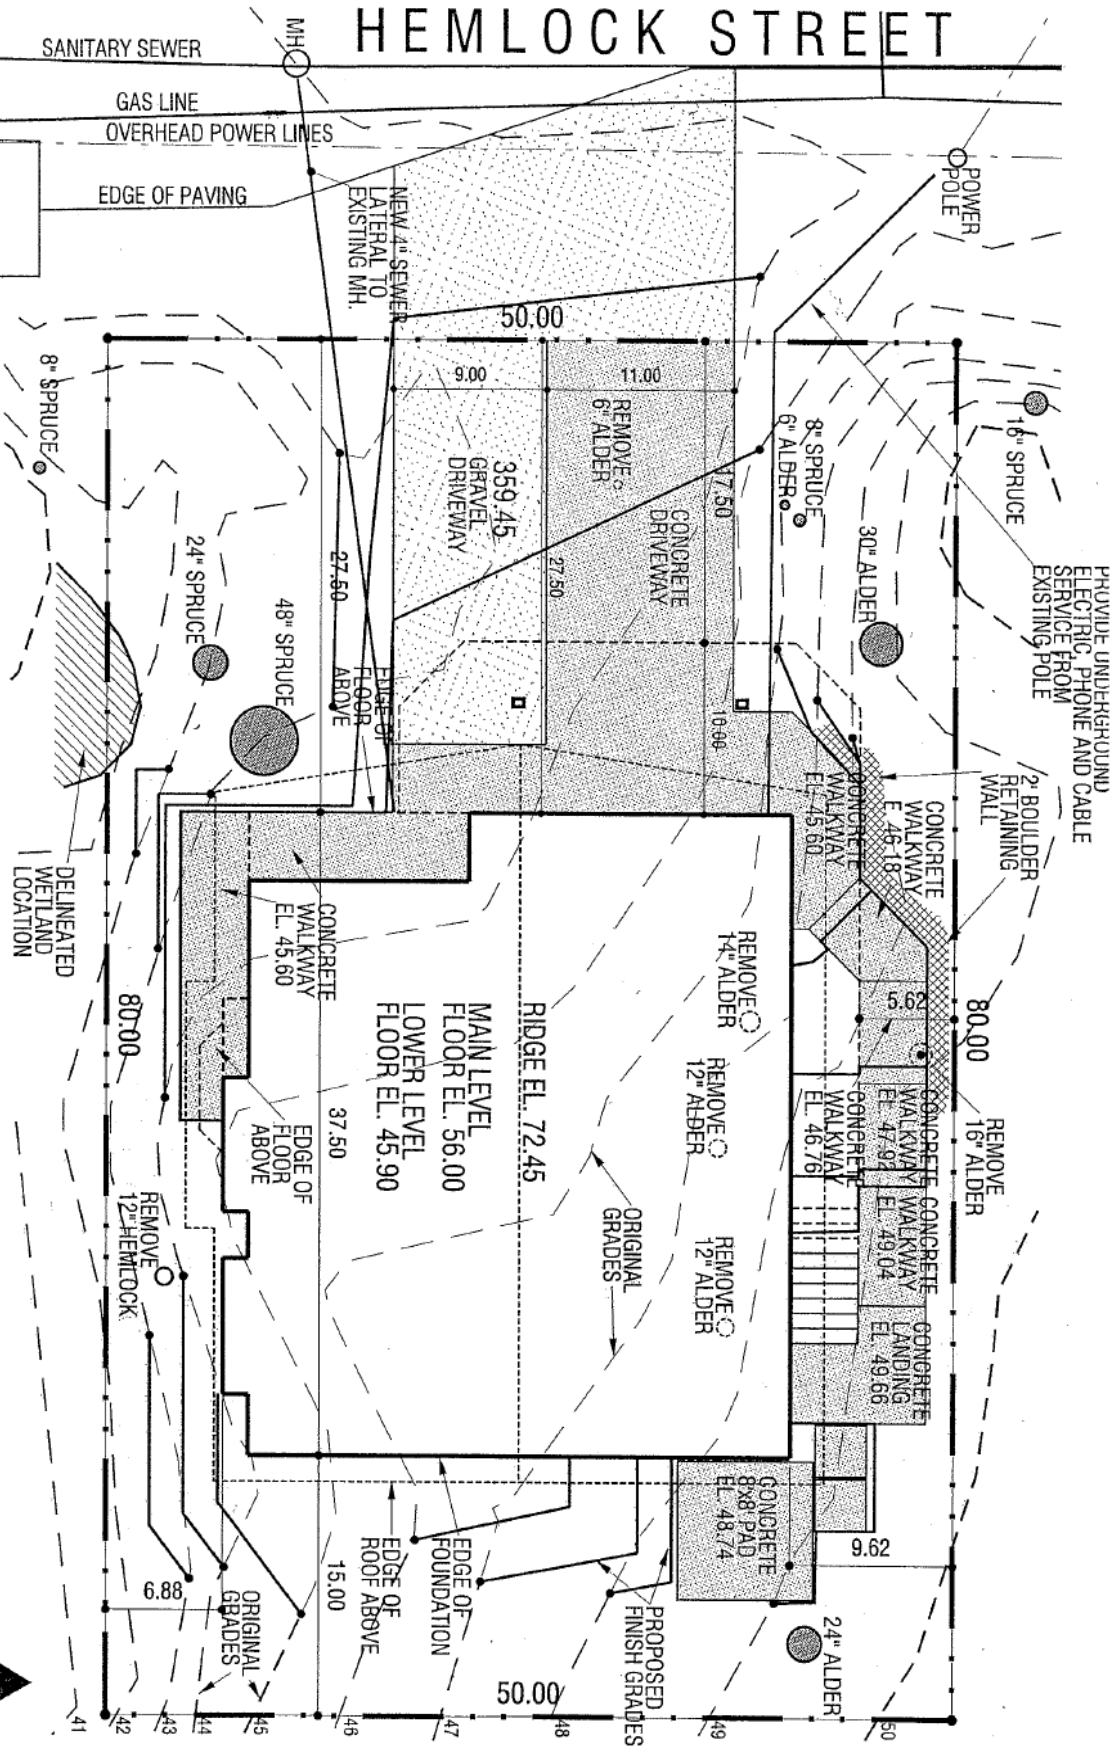 HEMLOCK STREET
SANITARY SEWER
MH
GAS LINE
OVERHEAD POWER LINES
EDGE OF PAVING
NEW 4" SEWER
LATERAL TO
EXISTING MH.
POWER
POLE
50.00
9.00
11.00
REMOVE
6" ALDER
17.50
8" SPRUCE
6" ALDER
16" SPRUCE
8" SPRUCE
359.45
GRAVEL
DRIVEWAY
CONCRETE
DRIVEWAY
27.50
27.50
30" ALDER
PROVIDE UNDERGROUND
ELECTRIC, PHONE AND CABLE
SERVICE FROM
EXISTING POLE
24" SPRUCE
48" SPRUCE
EDGE OF
FLOOR
ABOVE
10.00
2' BOULDER
RETAINING
WALL
CONCRETE
WALKWAY
EL. 45.60
CONCRETE
WALKWAY
E 46.18
DELINEATED
WETLAND
LOCATION
CONCRETE
WALKWAY
EL. 45.60
REMOVE
14" ALDER
5.62
80.00
80.00
RIDGE EL. 72.45
MAIN LEVEL
FLOOR EL. 56.00
LOWER LEVEL
FLOOR EL. 45.90
REMOVE
12" ALDER
CONCRETE
WALKWAY
EL. 46.76
CONCRETE
WALKWAY
EL. 47.92
REMOVE
16" ALDER
37.50
EDGE OF
FLOOR
ABOVE
REMOVE
12" HEMLOCK
ORIGINAL
GRADES
REMOVE
12" ALDER
CONCRETE
WALKWAY
EL. 49.04
CONCRETE
LANDING
EL. 49.66
CONCRETE
8'x8' PAD
EL. 48.74
9.62
EDGE OF
FOUNDATION
EDGE OF
ROOF ABOVE
15.00
6.88
ORIGINAL
GRADES
PROPOSED
FINISH GRADES
24" ALDER
50.00
41
42
43
44
45
46
47
48
49
50